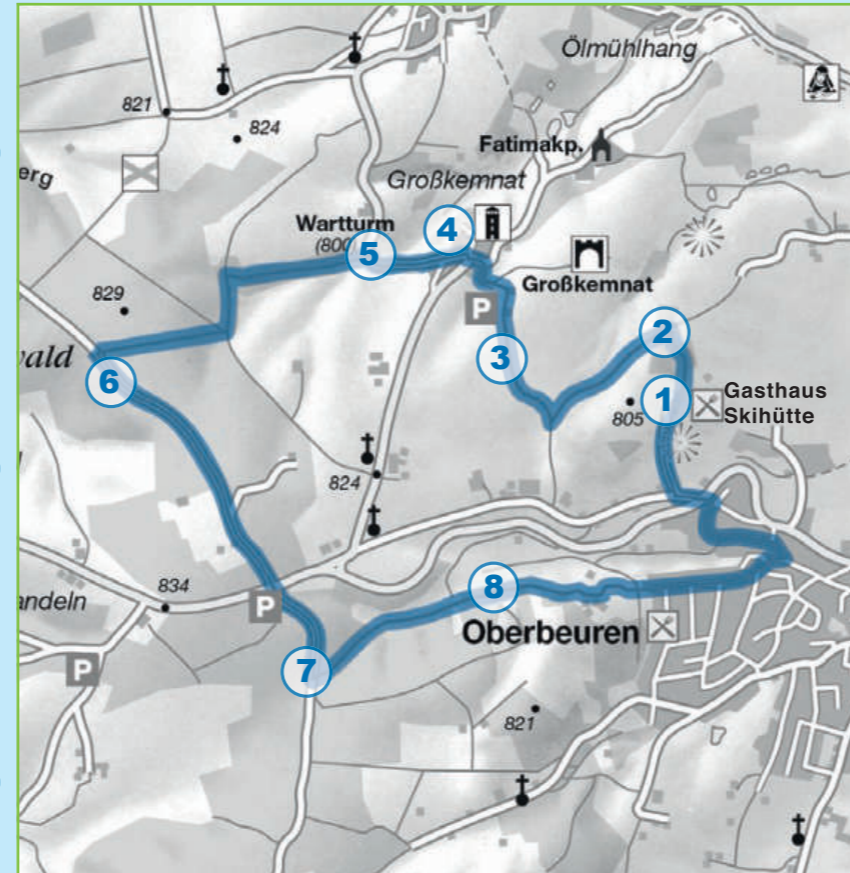 Ölmühlhang
821
824
Fatimakp.
erg
Großkemnat
Wartturm
(800)
4
5
Großkemnat
829
P
2
3
vald
6
1
Gasthaus
Skihütte
805
824
8
834
andeln
P
Oberbeuren
P
7
821